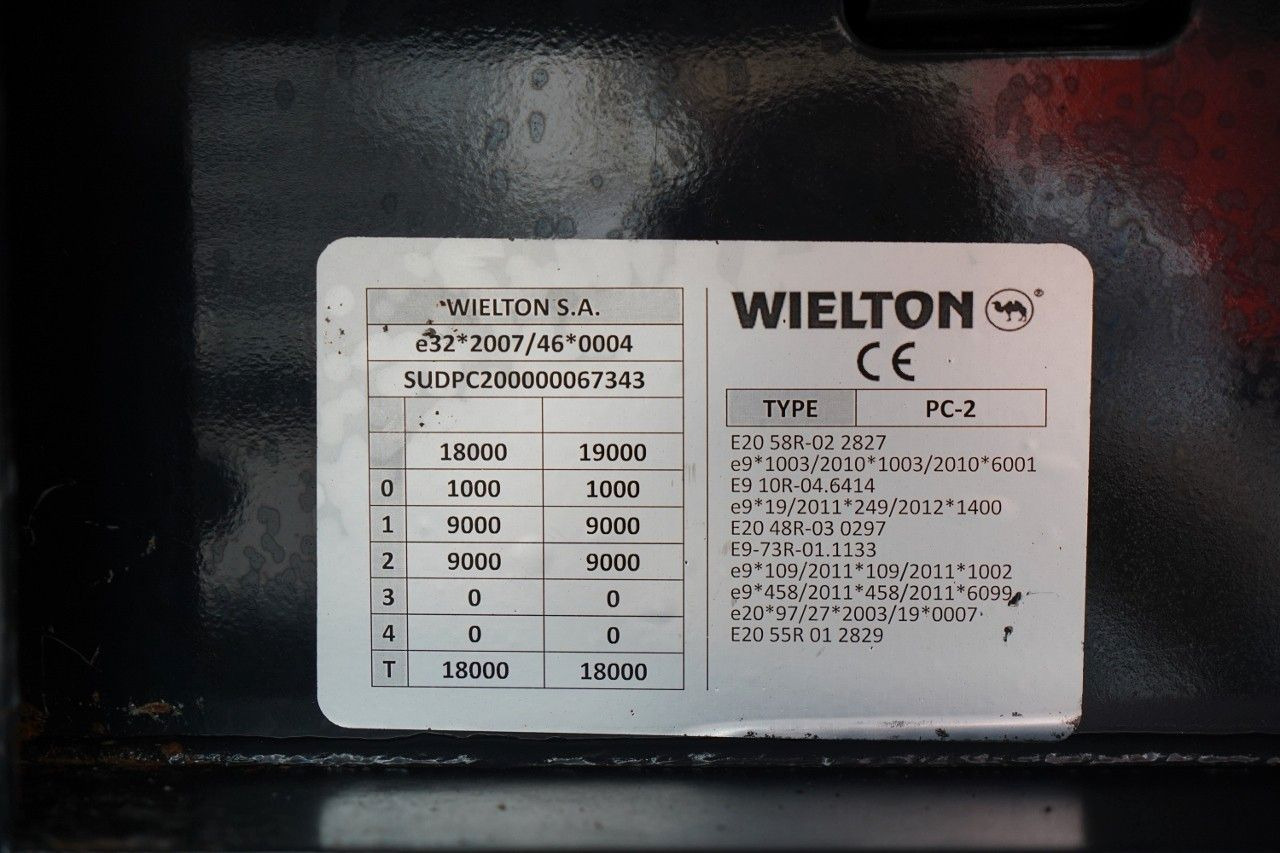 WIELTON S.A.
e32*2007/46*0004
SUDPC200000067343
18000 19000
0 1000 1000
1 9000 9000
2 9000 9000
3 0 0
4 0 0
T 18000 18000
WIELTON ®
CE
TYPE PC-2
E20 58R-02 2827
e9*1003/2010*1003/2010*6001
E9 10R-04.6414
e9*19/2011*249/2012*1400
E20 48R-03 0297
E9-73R-01.1133
e9*109/2011*109/2011*1002
e9*458/2011*458/2011*6099
e20*97/27*2003/19*0007
E20 55R 01 2829